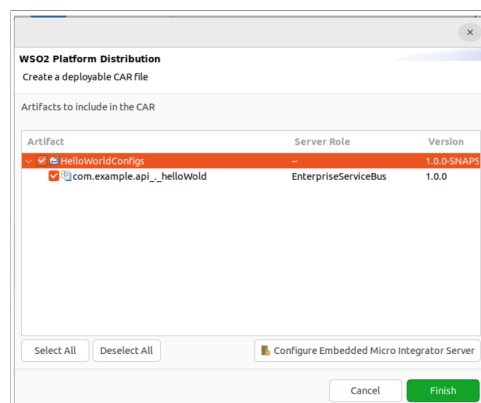 WSO2 Platform Distribution
Create a deployable CAR file
Artifacts to include in the CAR
Artifact Server Role Version
HelloWorldConfigs -- 1.0.0-SNAPS
com.example.api_._helloWold EnterpriseServiceBus 1.0.0
Select All Deselect All Configure Embedded Micro Integrator Server
Cancel Finish